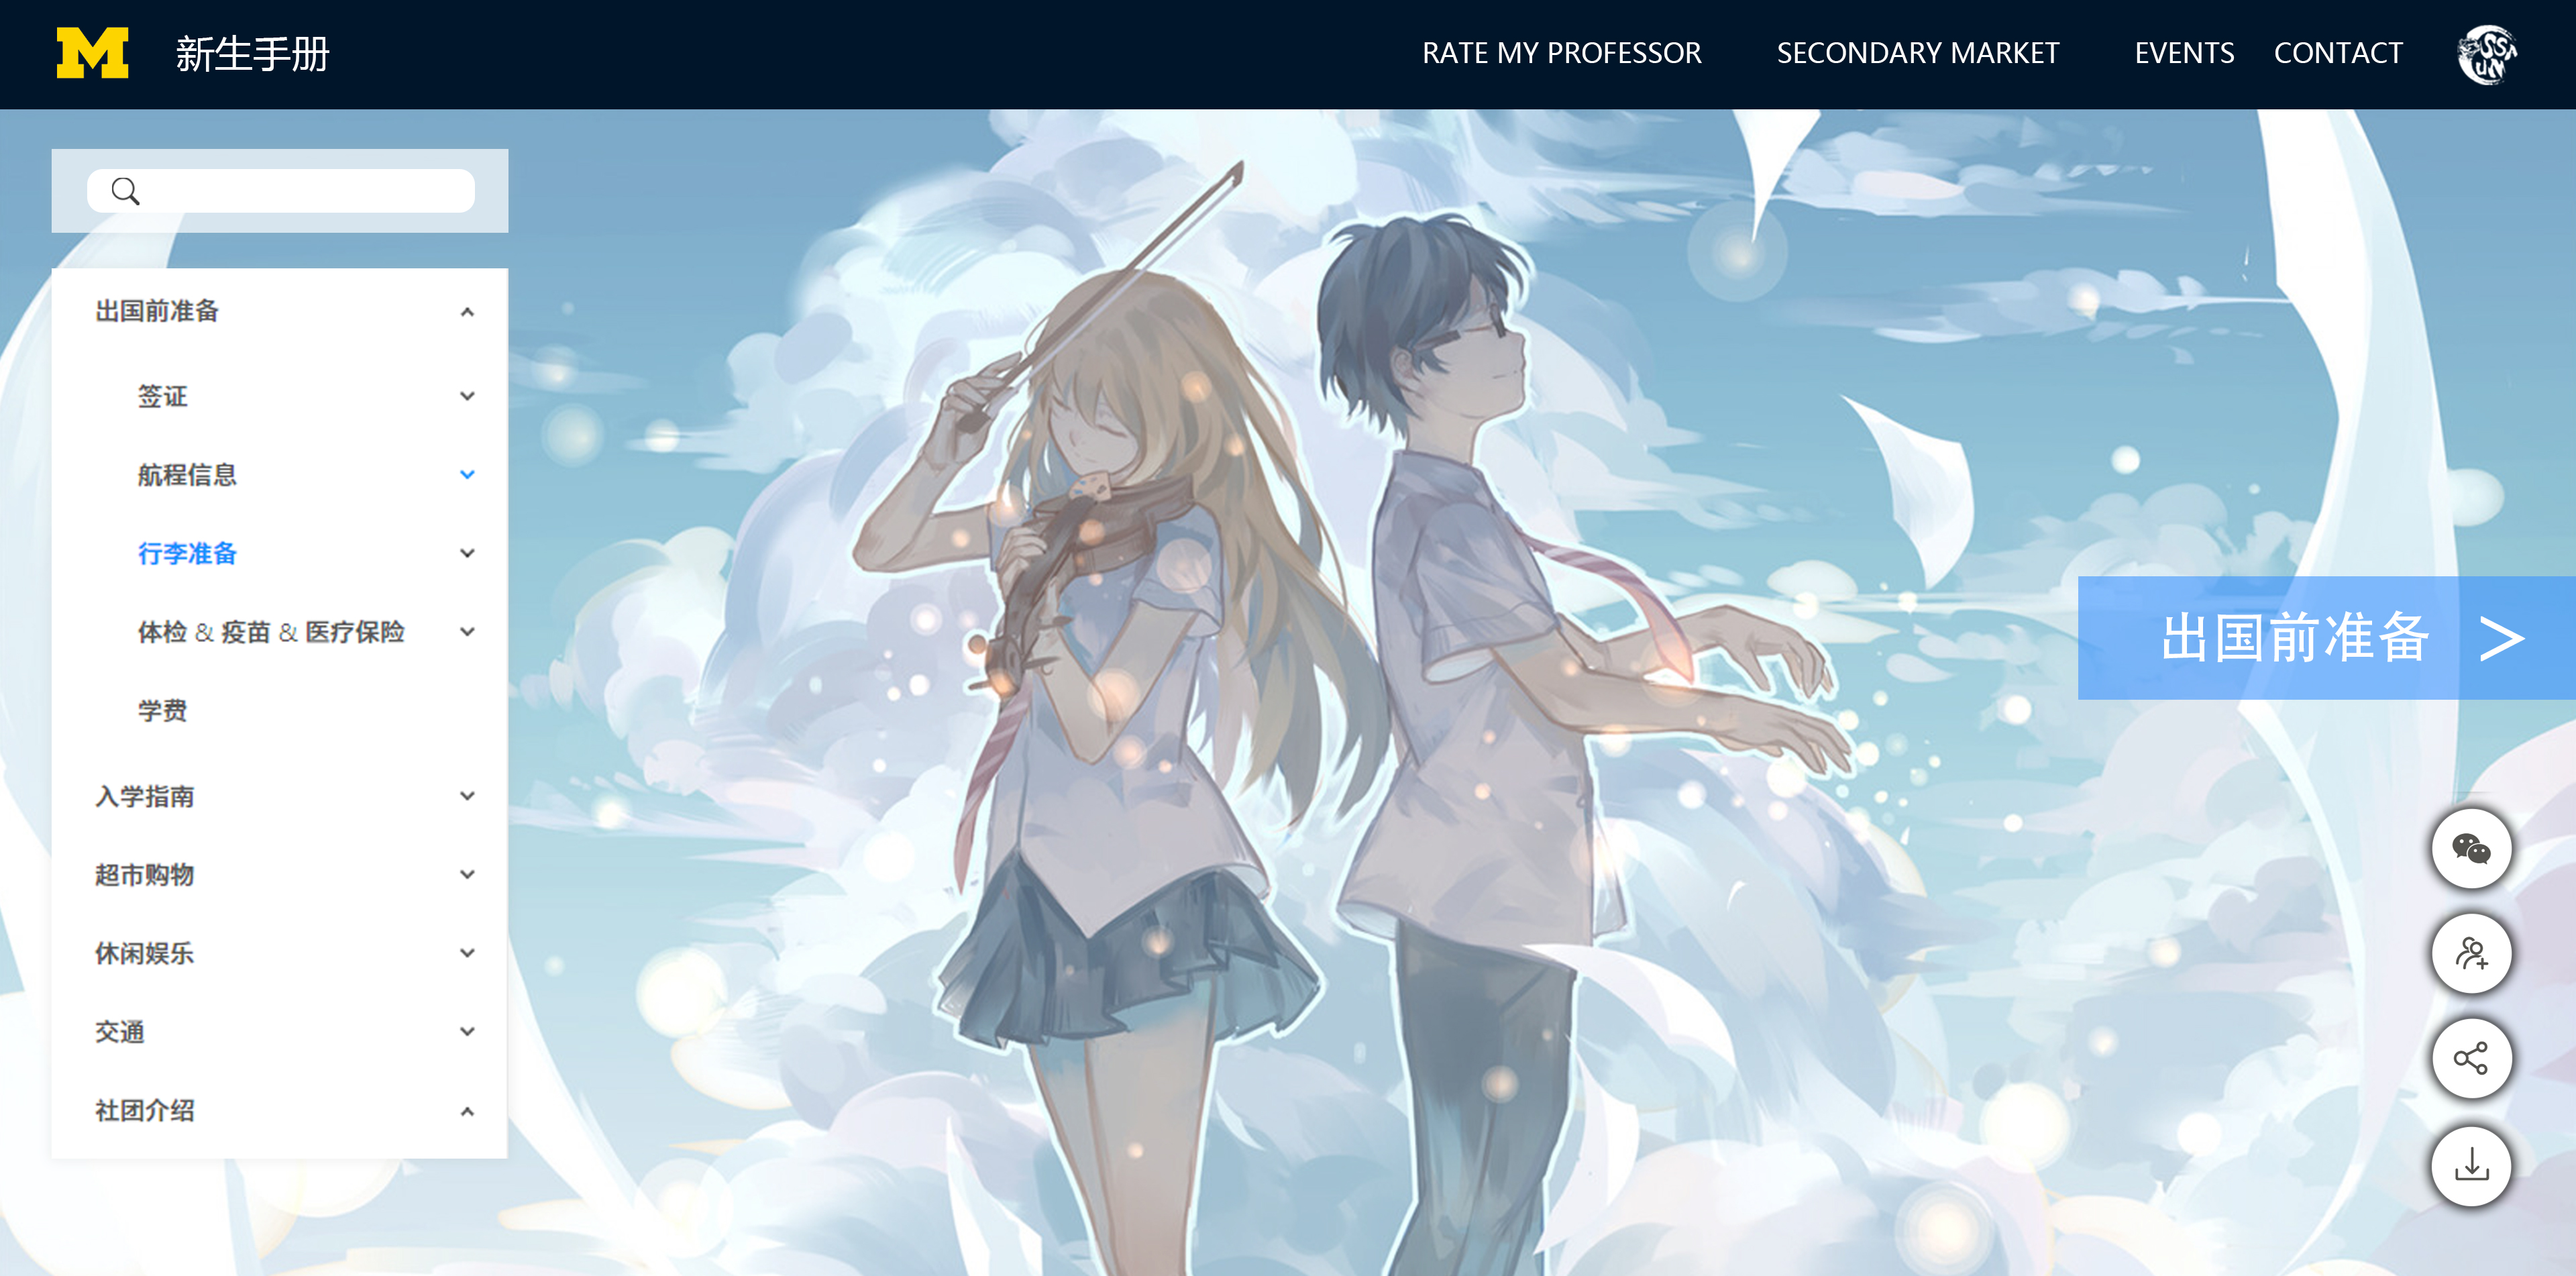 M 新生手册
RATE MY PROFESSOR SECONDARY MARKET EVENTS CONTACT
SSA UM
出国前准备
签证
航程信息
行李准备
体检 & 疫苗 & 医疗保险
学费
入学指南
超市购物
休闲娱乐
交通
社团介绍
出国前准备 >